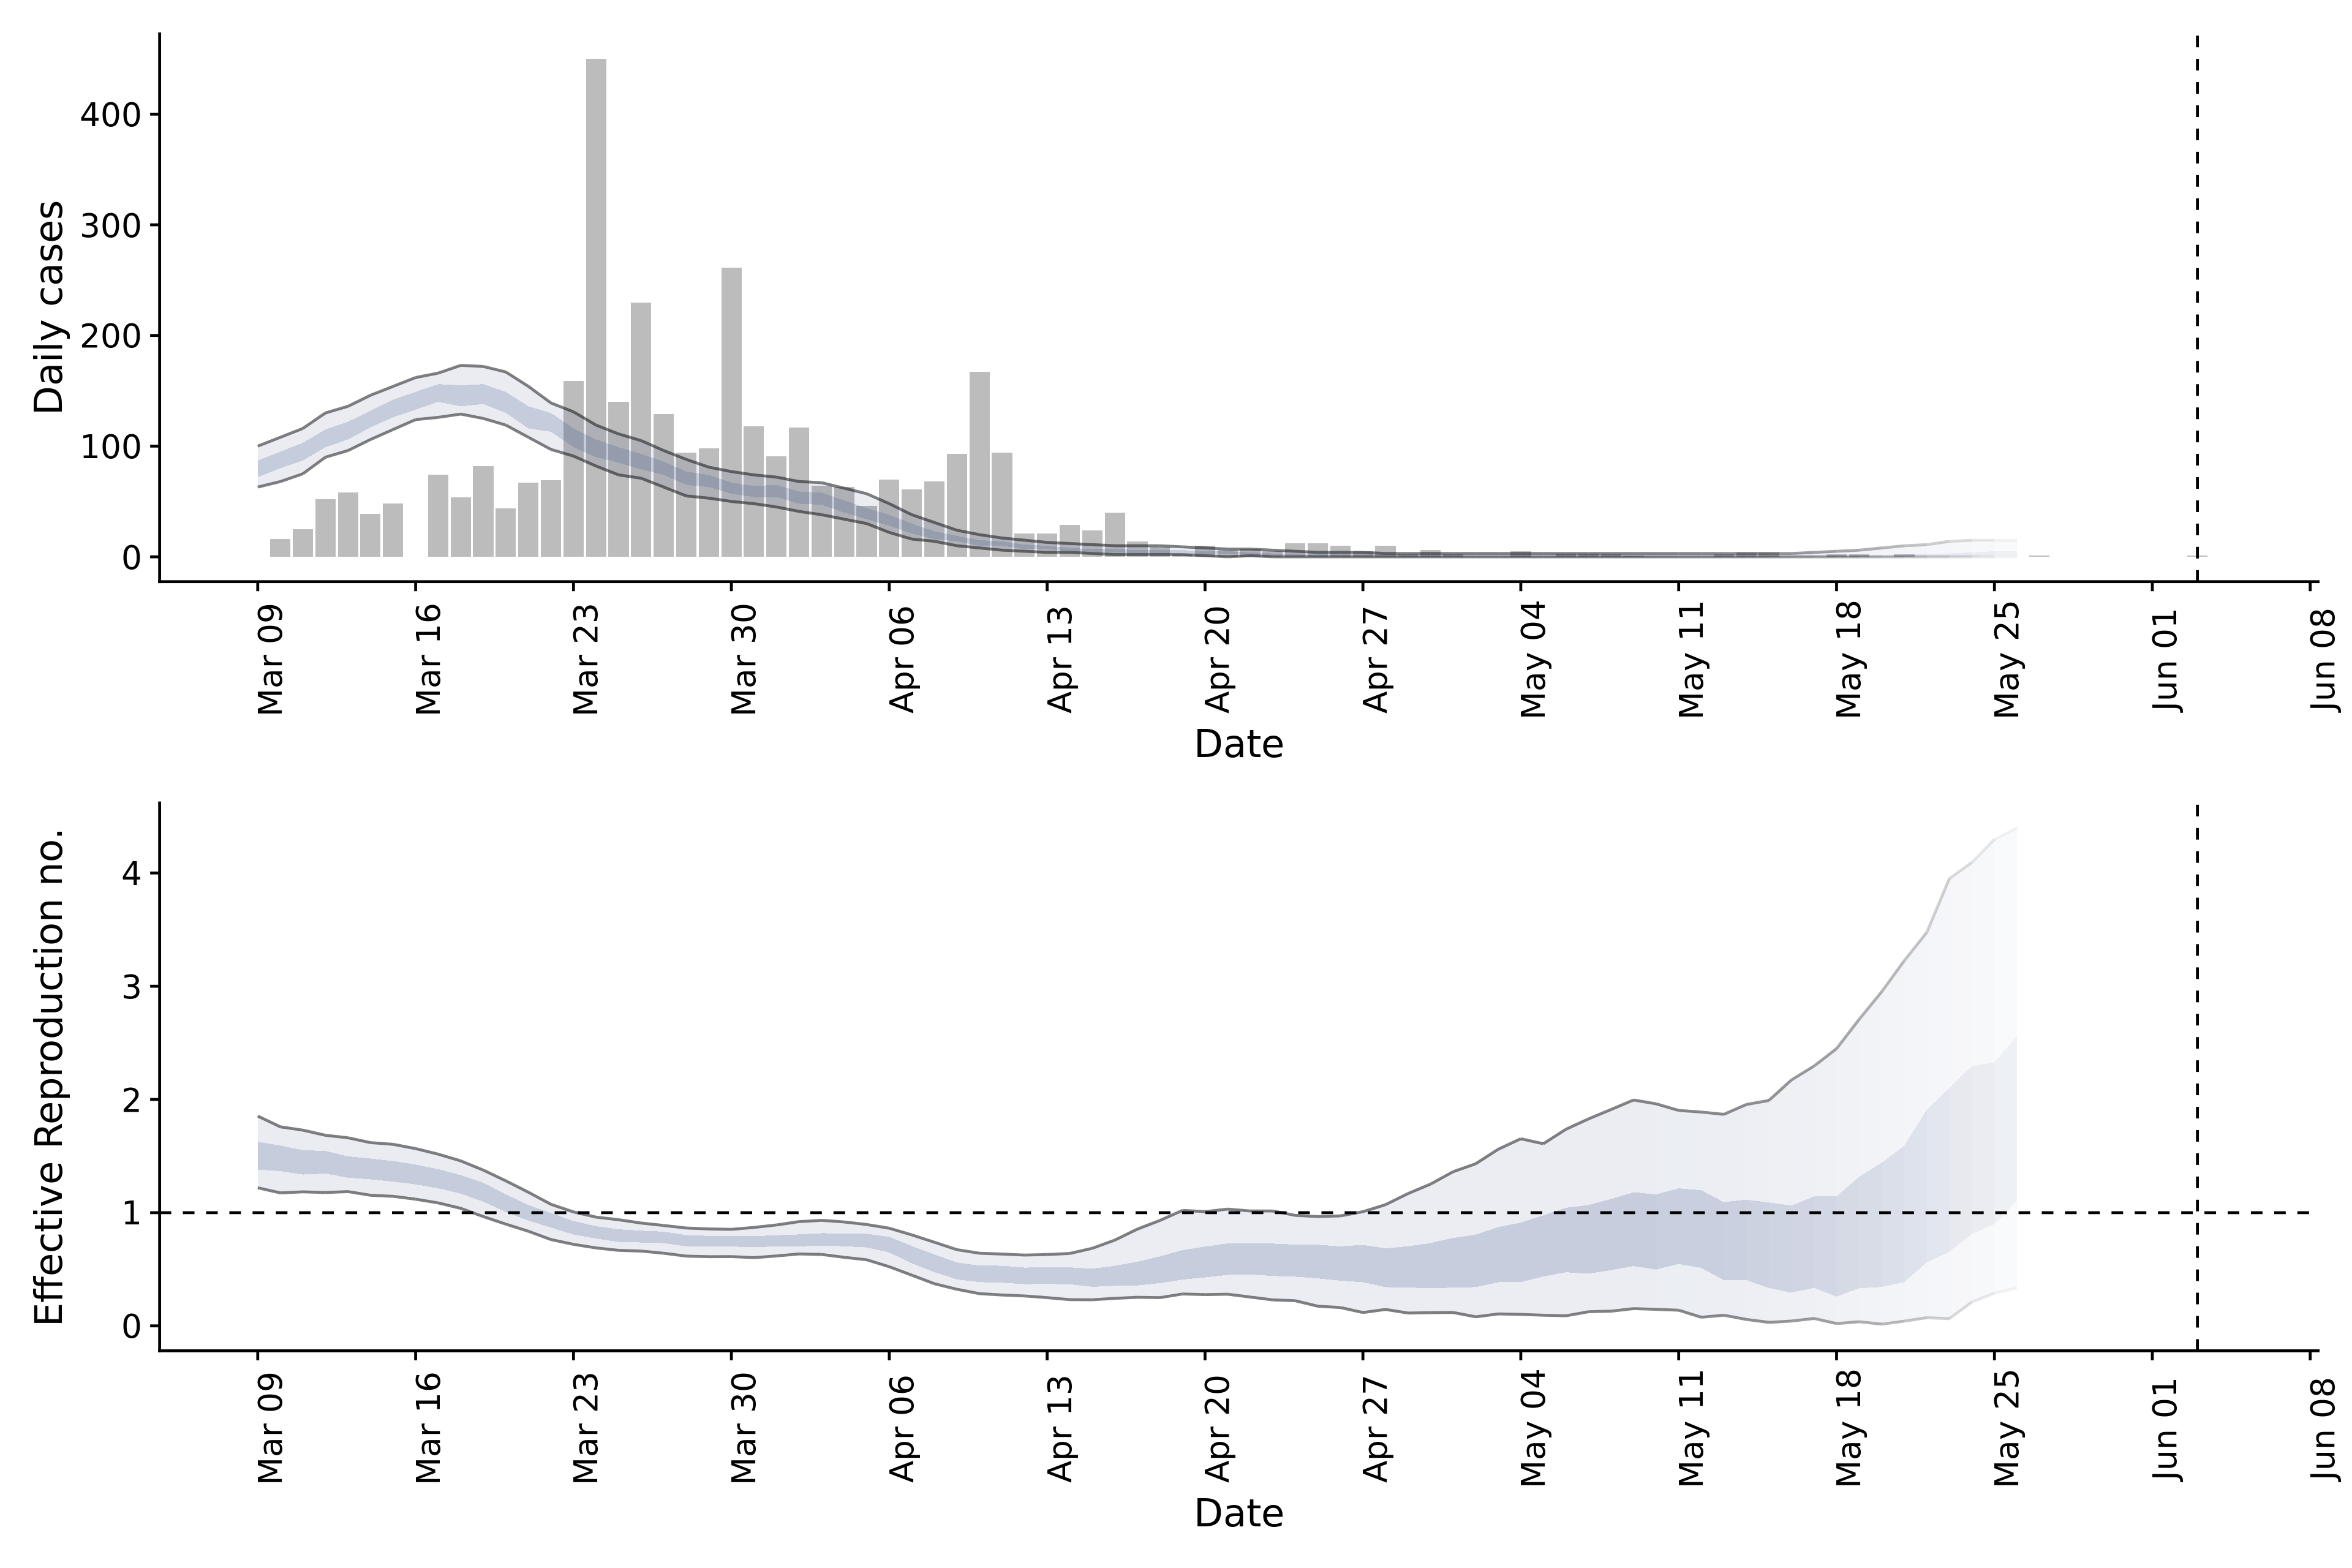 Daily cases
400
300
200
100
0
Mar 09
Mar 16
Mar 23
Mar 30
Apr 06
Apr 13
Apr 20
Apr 27
May 04
May 11
May 18
May 25
Jun 01
Jun 08
Date
Effective Reproduction no.
4
3
2
1
0
Mar 09
Mar 16
Mar 23
Mar 30
Apr 06
Apr 13
Apr 20
Apr 27
May 04
May 11
May 18
May 25
Jun 01
Jun 08
Date